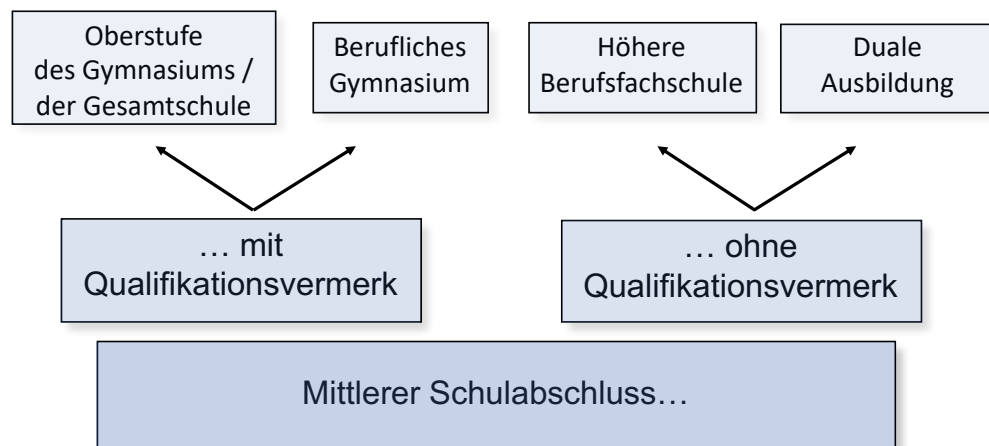 Oberstufe
des Gymnasiums /
der Gesamtschule
Berufliches
Gymnasium
Höhere
Berufsfachschule
Duale
Ausbildung
… mit
Qualifikationsvermerk
… ohne
Qualifikationsvermerk
Mittlerer Schulabschluss…